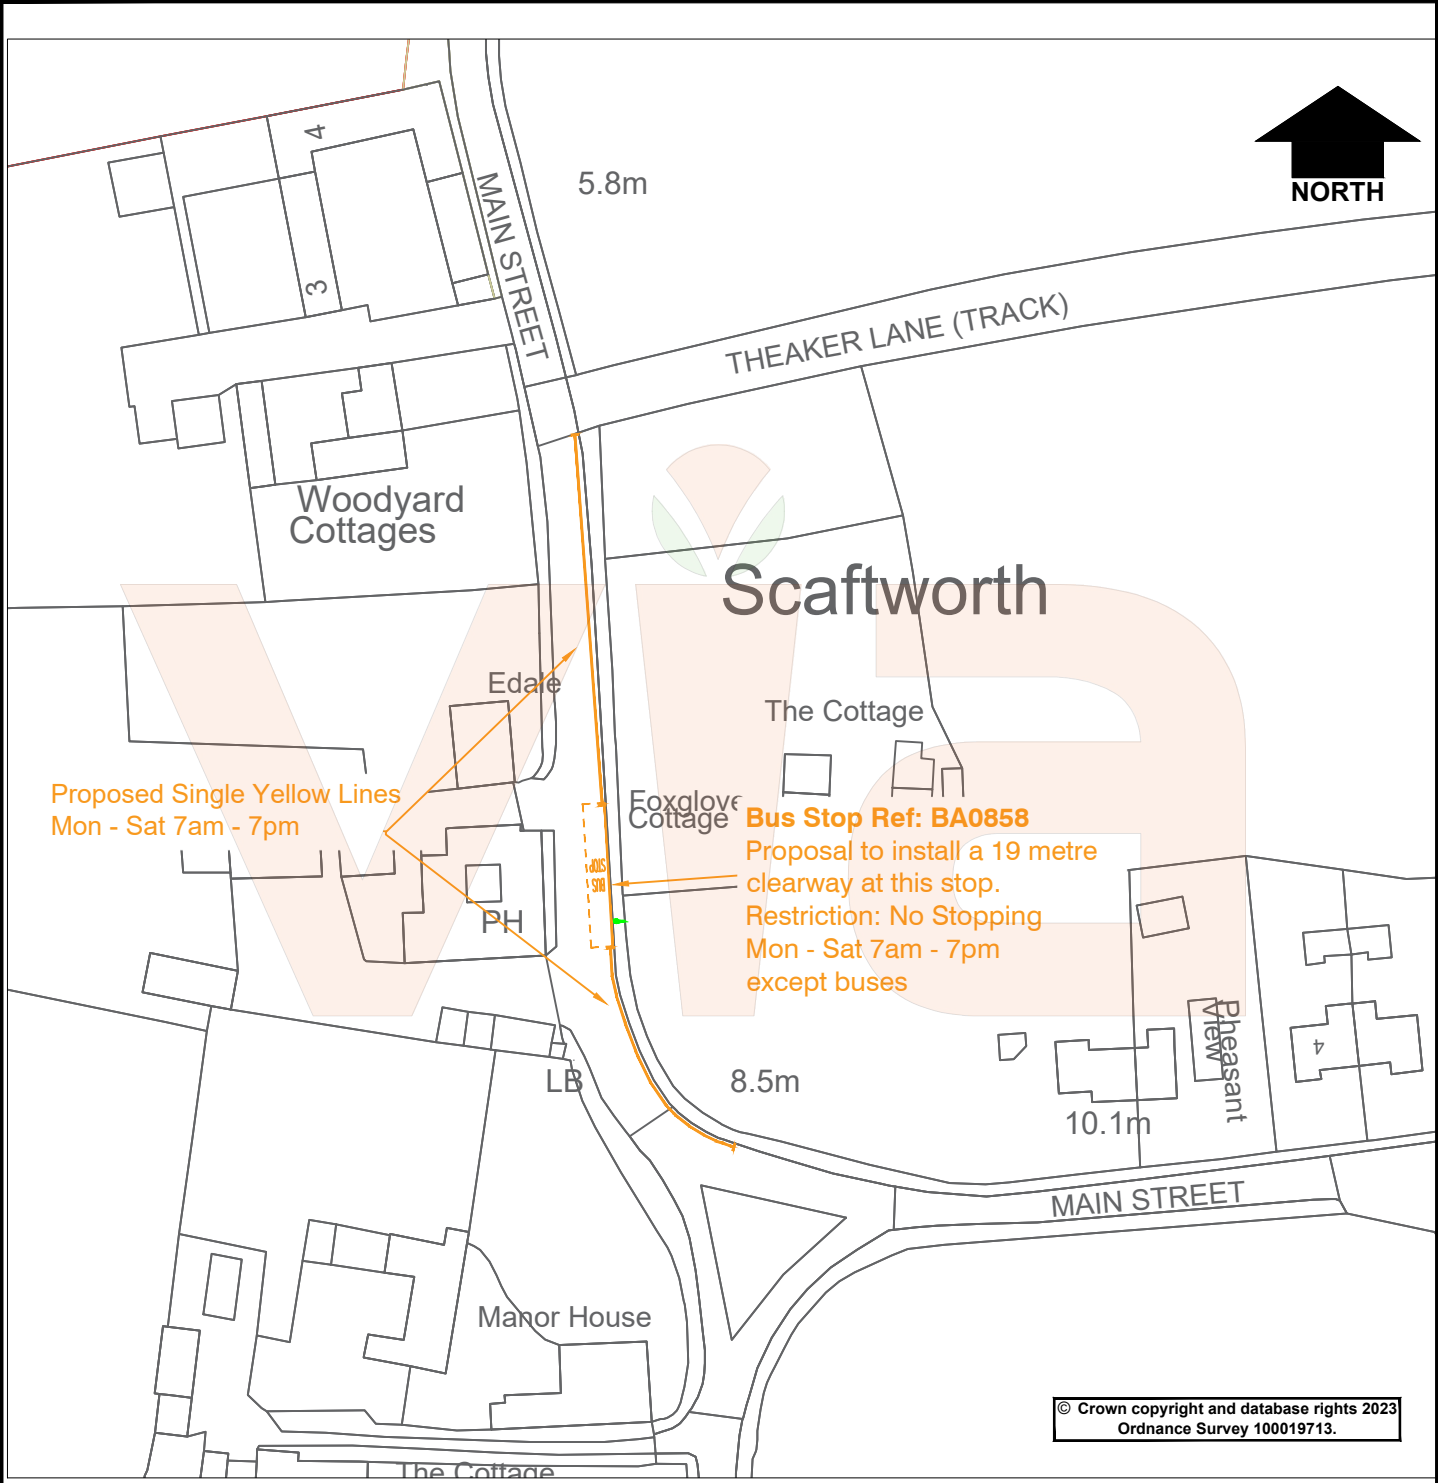 NORTH
4
3
MAIN STREET
5.8m
THEAKER LANE (TRACK)
Woodyard
Cottages
Scaftworth
Edale
The Cottage
Proposed Single Yellow Lines
Mon - Sat 7am - 7pm
Foxglove
Cottage
BUS
STOP
Bus Stop Ref: BA0858
Proposal to install a 19 metre
clearway at this stop.
Restriction: No Stopping
Mon - Sat 7am - 7pm
except buses
PH
via
Pheasant
View
4
LB
8.5m
10.1m
MAIN STREET
Manor House
The Cottage
© Crown copyright and database rights 2023
Ordnance Survey 100019713.